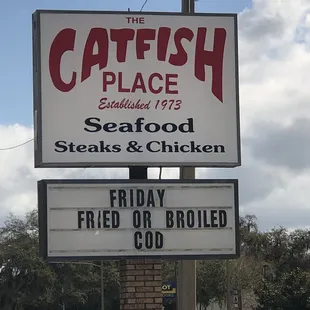 THE
CATFISH
PLACE
Established 1973
Seafood
Steaks & Chicken
FRIDAY
FRIED OR BROILED
COD